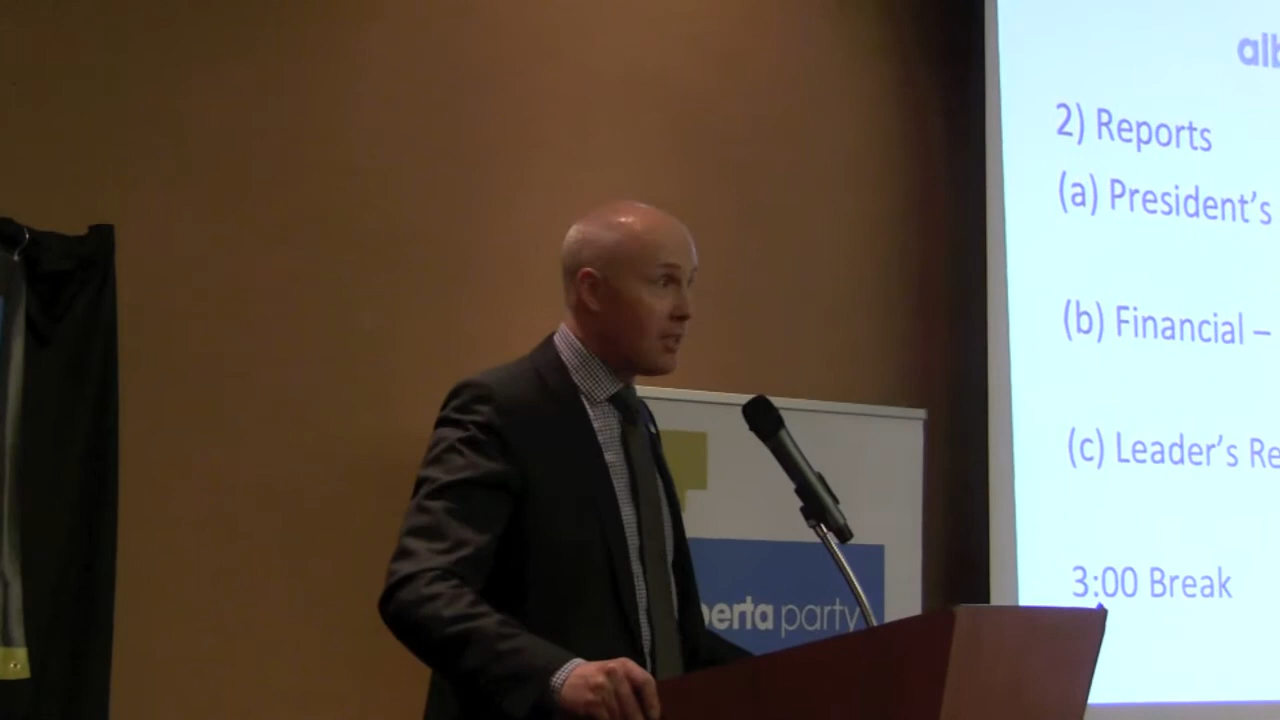 alb
2) Reports
(a) President's
(b) Financial –
(c) Leader's Re
3:00 Break
berta party